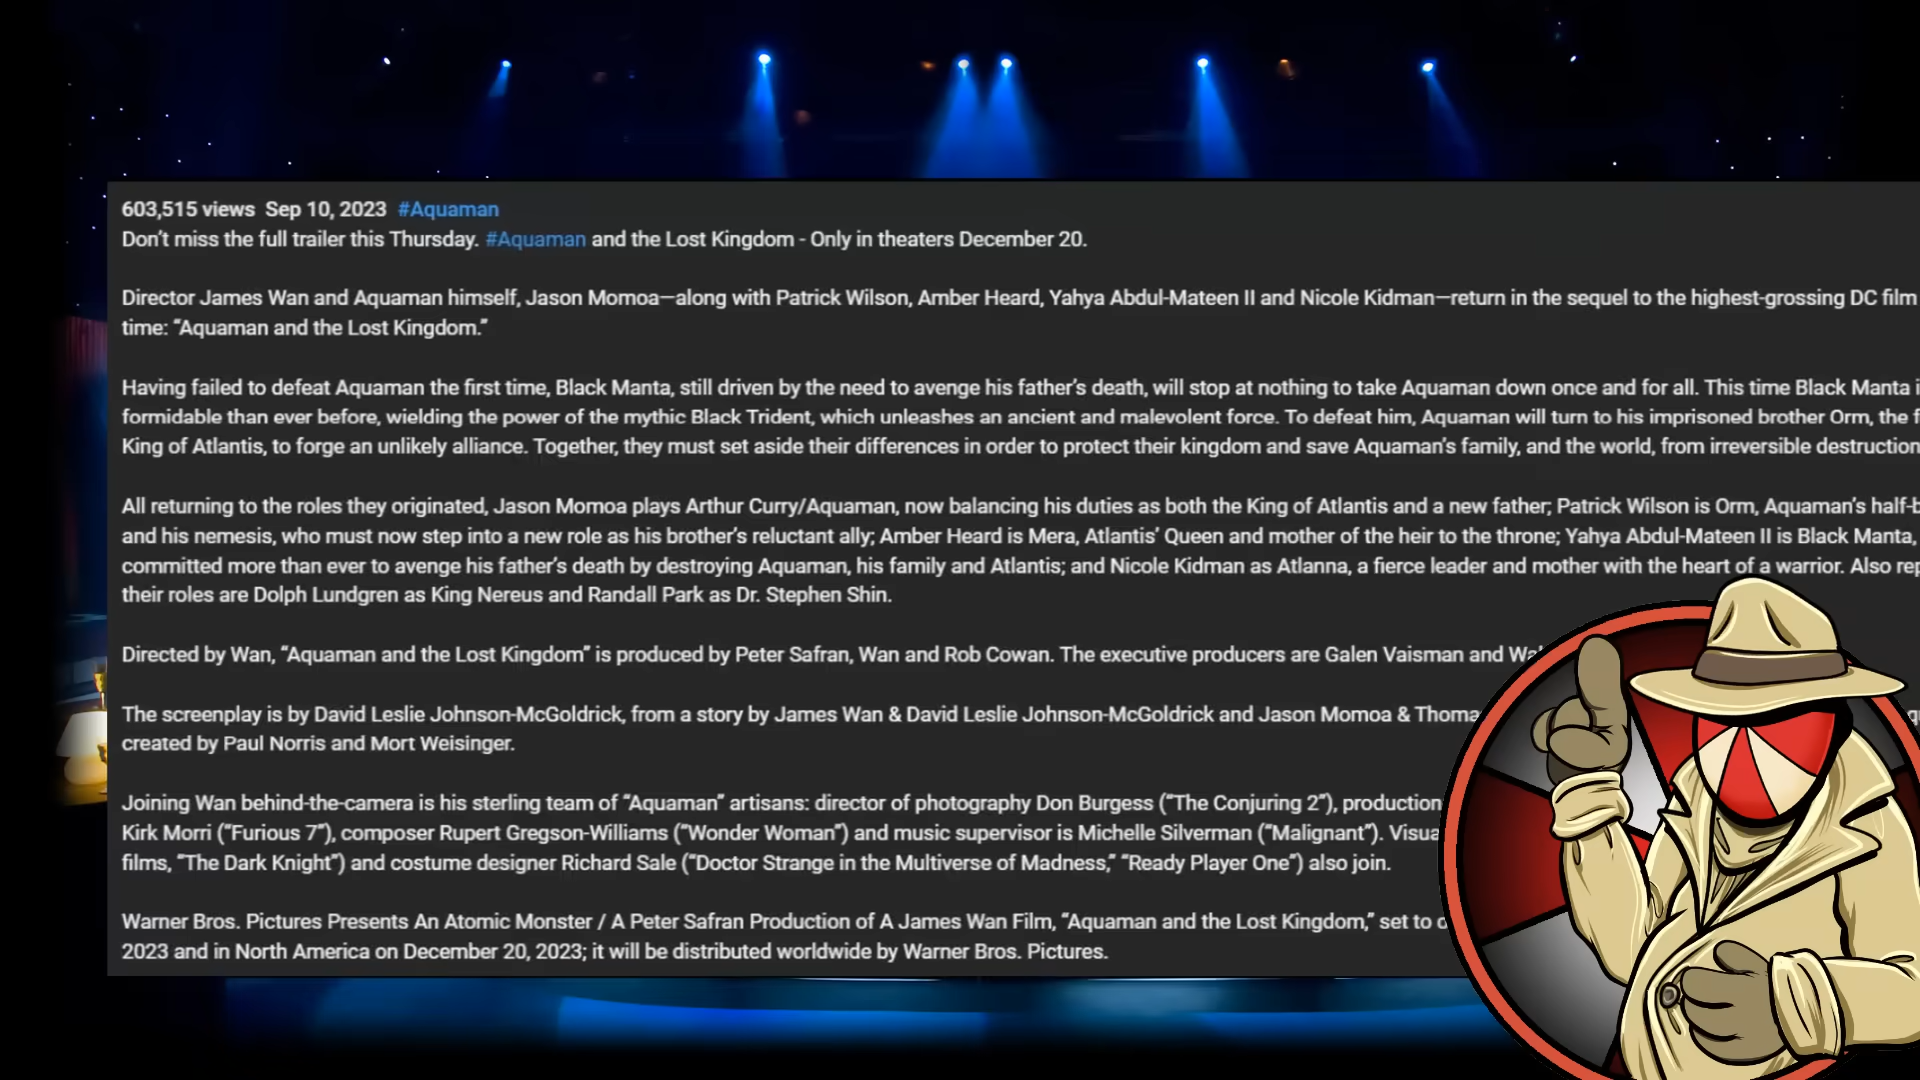 603,515 views Sep 10, 2023 #Aquaman
Don't miss the full trailer this Thursday. #Aquaman and the Lost Kingdom - Only in theaters December 20.
Director James Wan and Aquaman himself, Jason Momoa—along with Patrick Wilson, Amber Heard, Yahya Abdul-Mateen II and Nicole Kidman—return in the sequel to the highest-grossing DC film
time: “Aquaman and the Lost Kingdom.”
Having failed to defeat Aquaman the first time, Black Manta, still driven by the need to avenge his father’s death, will stop at nothing to take Aquaman down once and for all. This time Black Manta
formidable than ever before, wielding the power of the mythic Black Trident, which unleashes an ancient and malevolent force. To defeat him, Aquaman will turn to his imprisoned brother Orm, the
King of Atlantis, to forge an unlikely alliance. Together, they must set aside their differences in order to protect their kingdom and save Aquaman’s family, and the world, from irreversible destruction
All returning to the roles they originated, Jason Momoa plays Arthur Curry/Aquaman, now balancing his duties as both the King of Atlantis and a new father; Patrick Wilson is Orm, Aquaman’s
and his nemesis, who must now step into a new role as his brother’s reluctant ally; Amber Heard is Mera, Atlantis’ Queen and mother of the heir to the throne; Yahya Abdul-Mateen II is Black Manta,
committed more than ever to avenge his father’s death by destroying Aquaman, his family and Atlantis; and Nicole Kidman as Atlanna, a fierce leader and mother with the heart of a warrior. Also
their roles are Dolph Lundgren as King Nereus and Randall Park as Dr. Stephen Shin.
Directed by Wan, “Aquaman and the Lost Kingdom” is produced by Peter Safran, Wan and Rob Cowan. The executive producers are Galen Vaisman and
The screenplay is by David Leslie Johnson-McGoldrick, from a story by James Wan & David Leslie Johnson-McGoldrick and Jason Momoa &
created by Paul Norris and Mort Weisinger.
Joining Wan behind-the-camera is his sterling team of “Aquaman” artisans: director of photography Don Burgess (“The Conjuring 2”), production
Kirk Morri (“Furious 7”), composer Rupert Gregson-Williams (“Wonder Woman”) and music supervisor is Michelle Silverman (“Malignant”).
films, “The Dark Knight”) and costume designer Richard Sale (“Doctor Strange in the Multiverse of Madness,” “Ready Player One”) also join.
Warner Bros. Pictures Presents An Atomic Monster / A Peter Safran Production of A James Wan Film, “Aquaman and the Lost Kingdom,” set to
2023 and in North America on December 20, 2023; it will be distributed worldwide by Warner Bros. Pictures.